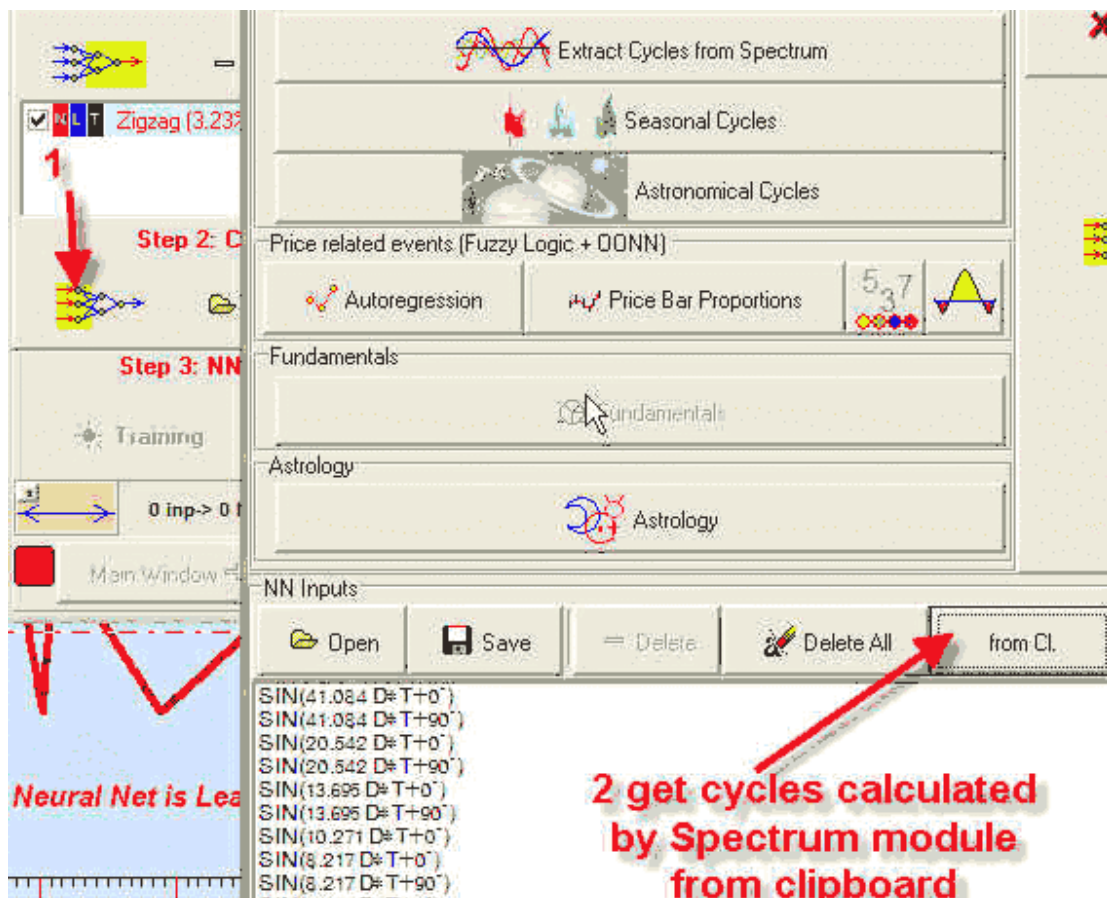 Extract Cycles from Spectrum
N L T Zigzag (3.23%
Seasonal Cycles
1
Astronomical Cycles
Step 2: C
Price related events (Fuzzy Logic + OONN)
Autoregression
Price Bar Proportions
5 3 7
Step 3: NN
Fundamentals
Fundamentals
Training
Astrology
0 inp-> 0
Astrology
Main Window
NN Inputs
Open
Save
Delete
Delete All
from Cl.
SIN(41.084 D*T+0°)
SIN(41.084 D*T+90°)
SIN(20.542 D*T+0°)
SIN(20.542 D*T+90°)
SIN(13.695 D*T+0°)
SIN(13.695 D*T+90°)
SIN(10.271 D*T+0°)
SIN(8.217 D*T+0°)
SIN(8.217 D*T+90°)
Neural Net is Lea
2 get cycles calculated
by Spectrum module
from clipboard